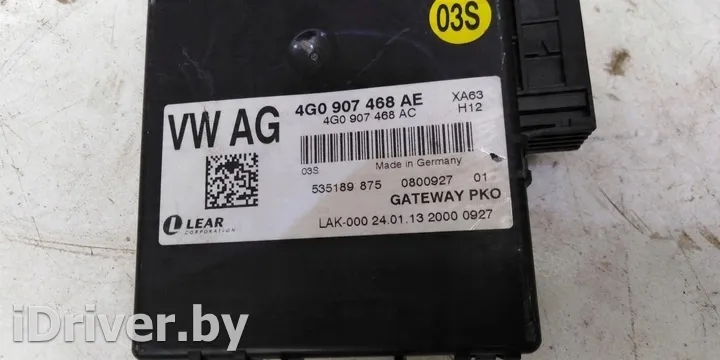 03S
VW AG
4G0 907 468 AE XA63
4G0 907 468 AC H12
03S Made in Germany
535189 875 0800927 01
GATEWAY PKO
LEAR
CORPORATION
LAK-000 24.01.13 2000 0927
iDriver.by